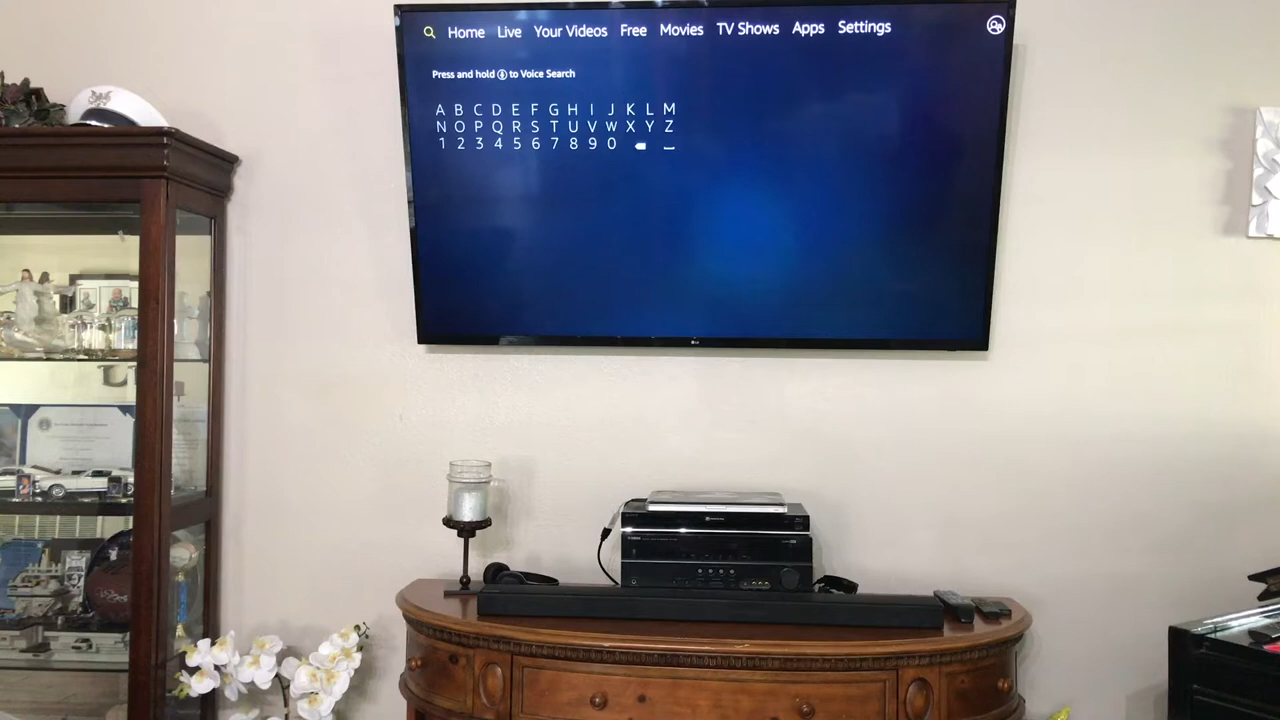 Home Live Your Videos Free Movies TV Shows Apps Settings
Press and hold to Voice Search
A B C D E F G H I J K L M
N O P Q R S T U V W X Y Z
1 2 3 4 5 6 7 8 9 0
LG